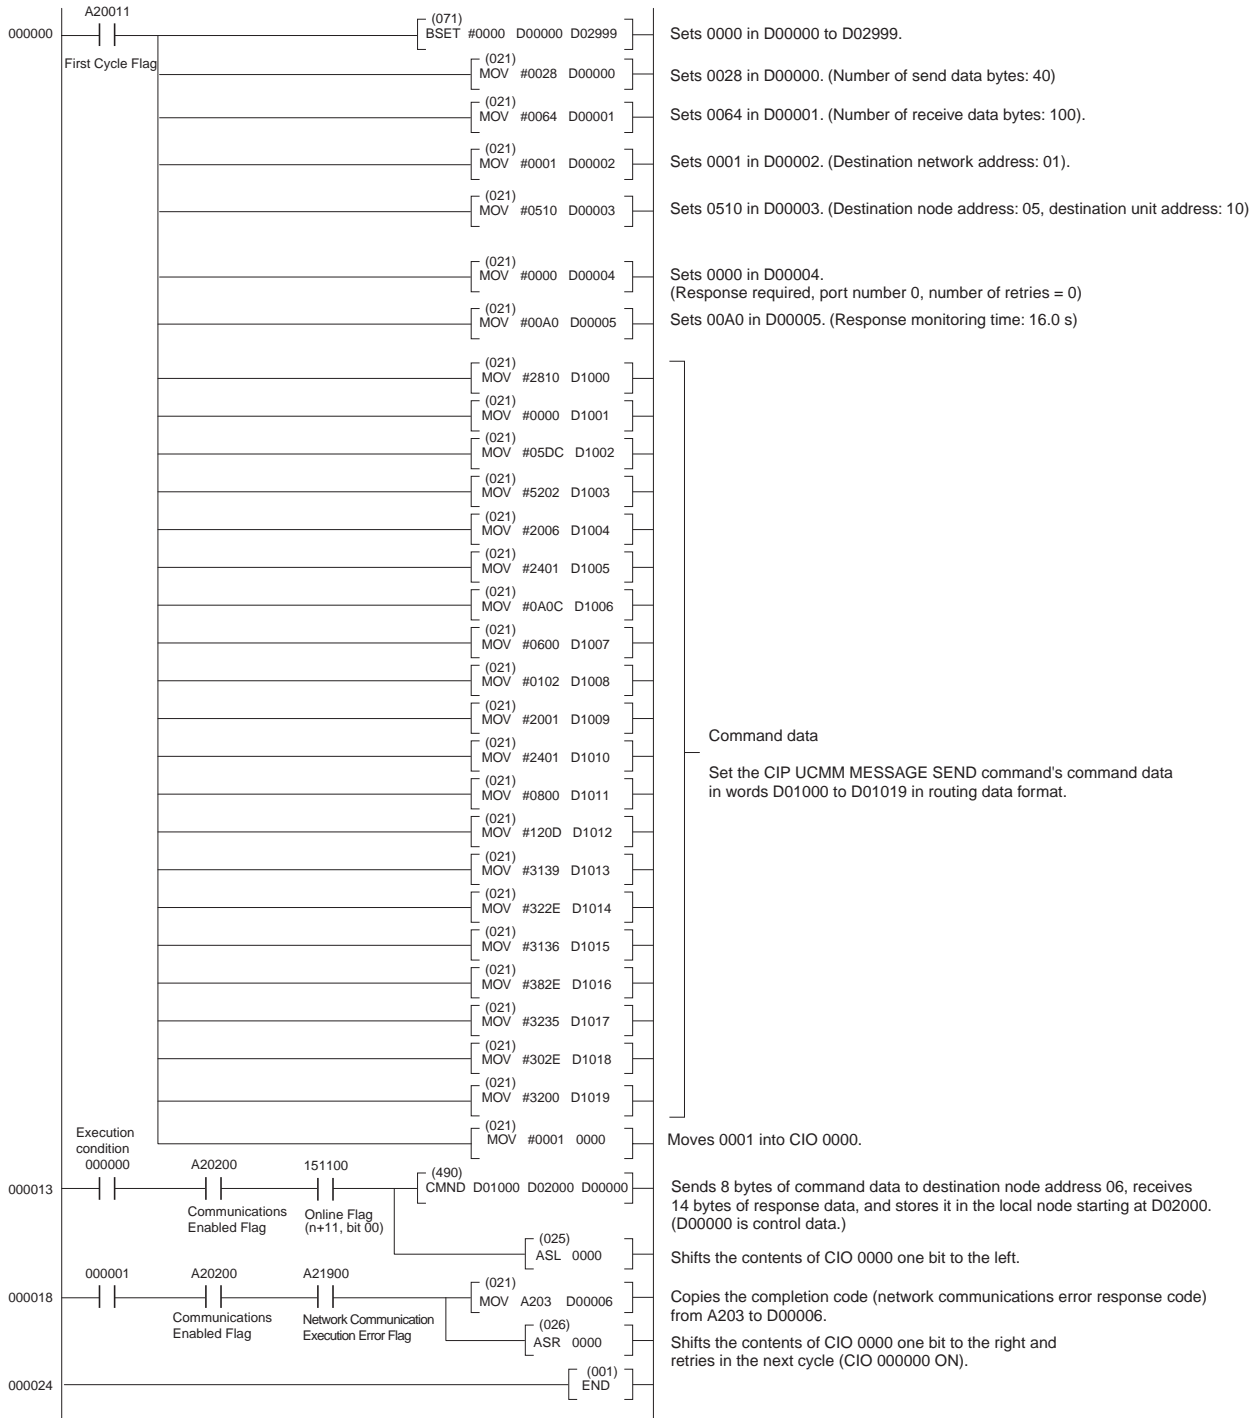 A20011
000000
First Cycle Flag
(071)
BSET #0000 D00000 D02999
Sets 0000 in D00000 to D02999.
(021)
MOV #0028 D00000
Sets 0028 in D00000. (Number of send data bytes: 40)
(021)
MOV #0064 D00001
Sets 0064 in D00001. (Number of receive data bytes: 100).
(021)
MOV #0001 D00002
Sets 0001 in D00002. (Destination network address: 01).
(021)
MOV #0510 D00003
Sets 0510 in D00003. (Destination node address: 05, destination unit address: 10)
(021)
MOV #0000 D00004
Sets 0000 in D00004.
(Response required, port number 0, number of retries = 0)
(021)
MOV #00A0 D00005
Sets 00A0 in D00005. (Response monitoring time: 16.0 s)
(021)
MOV #2810 D1000
(021)
MOV #0000 D1001
(021)
MOV #05DC D1002
(021)
MOV #5202 D1003
(021)
MOV #2006 D1004
(021)
MOV #2401 D1005
(021)
MOV #0A0C D1006
(021)
MOV #0600 D1007
(021)
MOV #0102 D1008
(021)
MOV #2001 D1009
(021)
MOV #2401 D1010
(021)
MOV #0800 D1011
(021)
MOV #120D D1012
(021)
MOV #3139 D1013
(021)
MOV #322E D1014
(021)
MOV #3136 D1015
(021)
MOV #382E D1016
(021)
MOV #3235 D1017
(021)
MOV #302E D1018
(021)
MOV #3200 D1019
Command data
Set the CIP UCMM MESSAGE SEND command's command data
in words D01000 to D01019 in routing data format.
(021)
MOV #0001 0000
Moves 0001 into CIO 0000.
Execution
condition
000000
A20200
151100
000013
Communications
Enabled Flag
Online Flag
(n+11, bit 00)
(490)
CMND D01000 D02000 D00000
Sends 8 bytes of command data to destination node address 06, receives
14 bytes of response data, and stores it in the local node starting at D02000.
(D00000 is control data.)
(025)
ASL 0000
Shifts the contents of CIO 0000 one bit to the left.
000001
A20200
A21900
000018
Communications
Enabled Flag
Network Communication
Execution Error Flag
(021)
MOV A203 D00006
Copies the completion code (network communications error response code)
from A203 to D00006.
(026)
ASR 0000
Shifts the contents of CIO 0000 one bit to the right and
retries in the next cycle (CIO 000000 ON).
000024
(001)
END